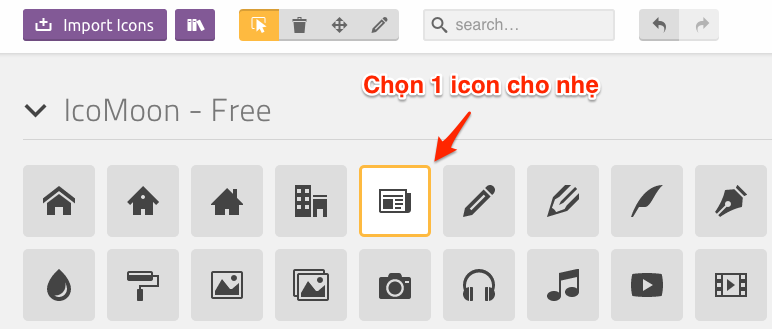 Import Icons
search...
Chọn 1 icon cho nhẹ
IcoMoon - Free